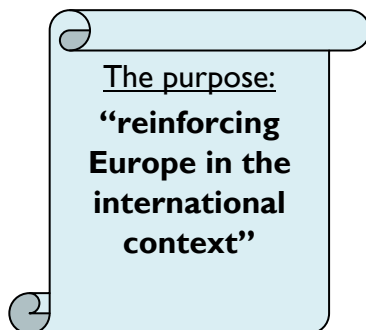 The purpose:
“reinforcing
Europe in the
international
context”